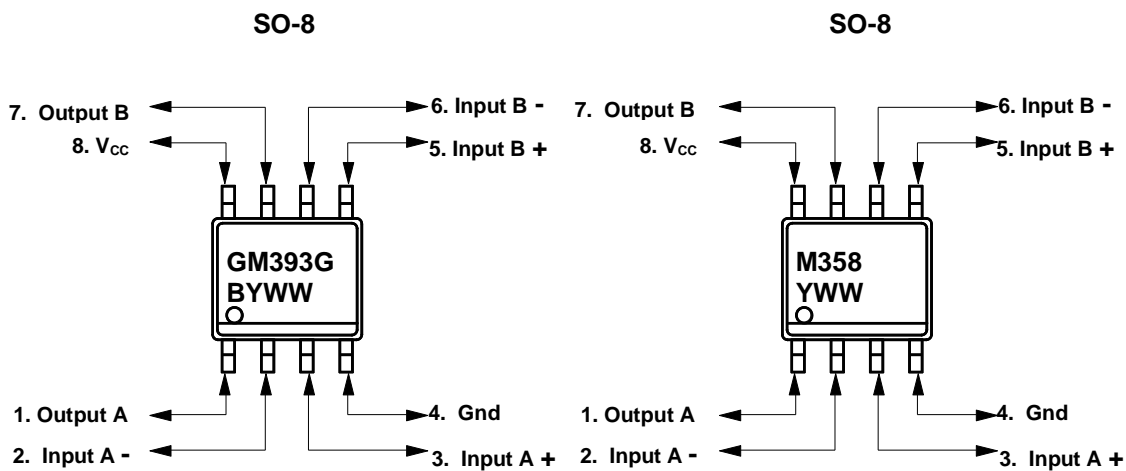 SO-8
7. Output B
6. Input B -
8. VCC
5. Input B +
GM393G
BYWW
1. Output A
4. Gnd
2. Input A -
3. Input A +
SO-8
7. Output B
6. Input B -
8. VCC
5. Input B +
M358
YWW
1. Output A
4. Gnd
2. Input A -
3. Input A +